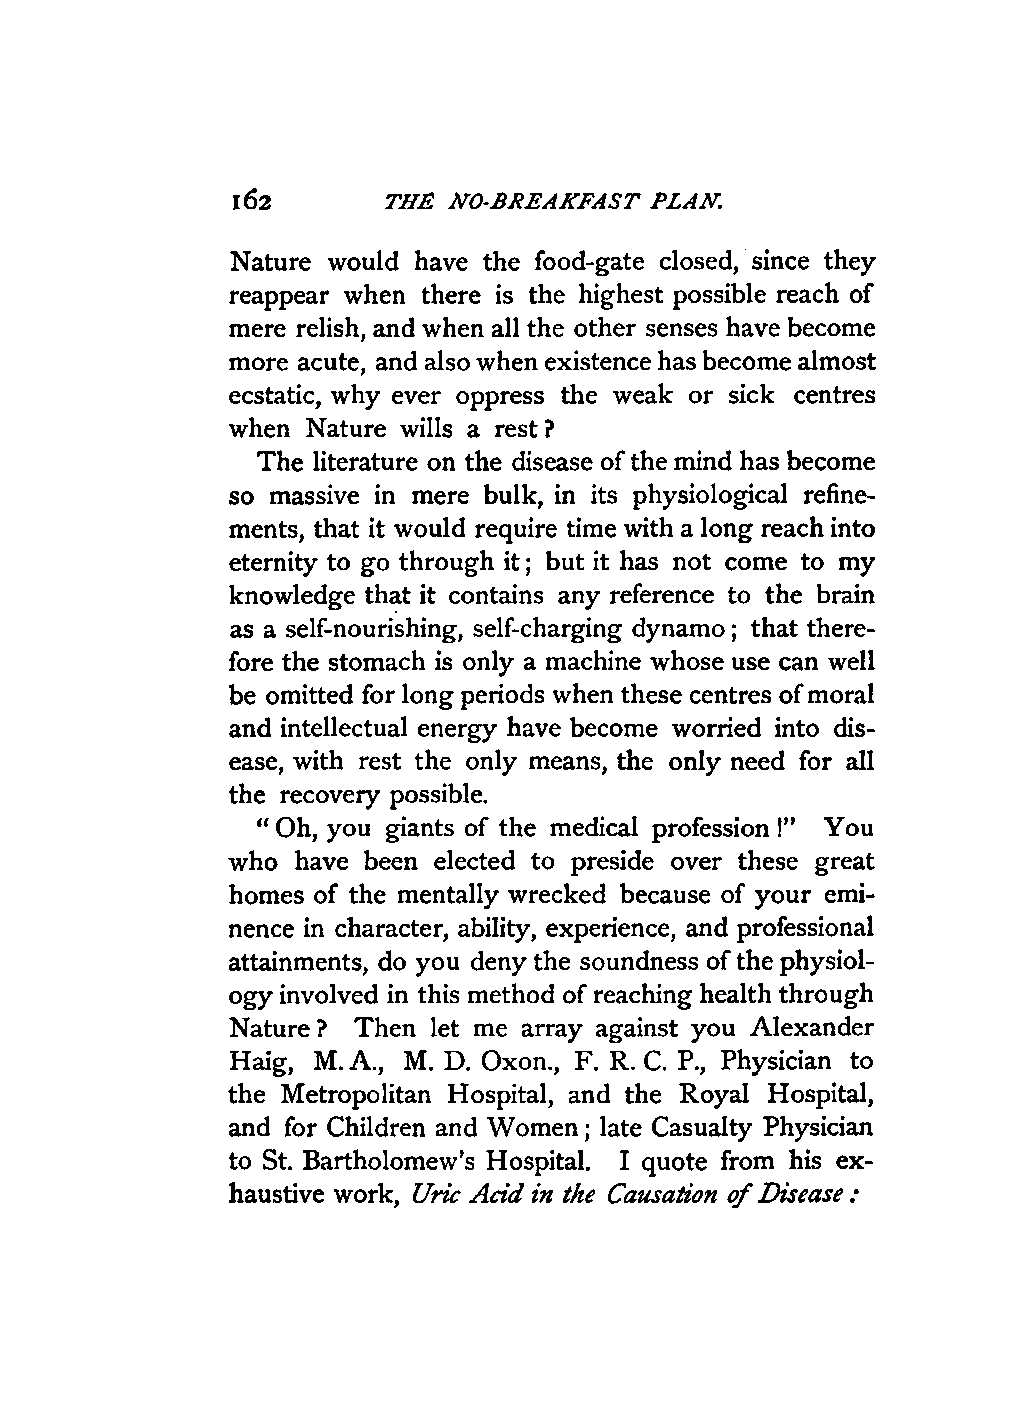 162 THE NO-BREAKFAST PLAN.
Nature would have the food-gate closed, since they
reappear when there is the highest possible reach of
mere relish, and when all the other senses have become
more acute, and also when existence has become almost
ecstatic, why ever oppress the weak or sick centres
when Nature wills a rest?
The literature on the disease of the mind has become
so massive in mere bulk, in its physiological refine-
ments, that it would require time with a long reach into
eternity to go through it; but it has not come to my
knowledge that it contains any reference to the brain
as a self-nourishing, self-charging dynamo; that there-
fore the stomach is only a machine whose use can well
be omitted for long periods when these centres of moral
and intellectual energy have become worried into dis-
ease, with rest the only means, the only need for all
the recovery possible.
"Oh, you giants of the medical profession!" You
who have been elected to preside over these great
homes of the mentally wrecked because of your emi-
nence in character, ability, experience, and professional
attainments, do you deny the soundness of the physiol-
ogy involved in this method of reaching health through
Nature? Then let me array against you Alexander
Haig, M. A., M. D. Oxon., F. R. C. P., Physician to
the Metropolitan Hospital, and the Royal Hospital,
and for Children and Women; late Casualty Physician
to St. Bartholomew's Hospital. I quote from his ex-
haustive work, Uric Acid in the Causation of Disease: